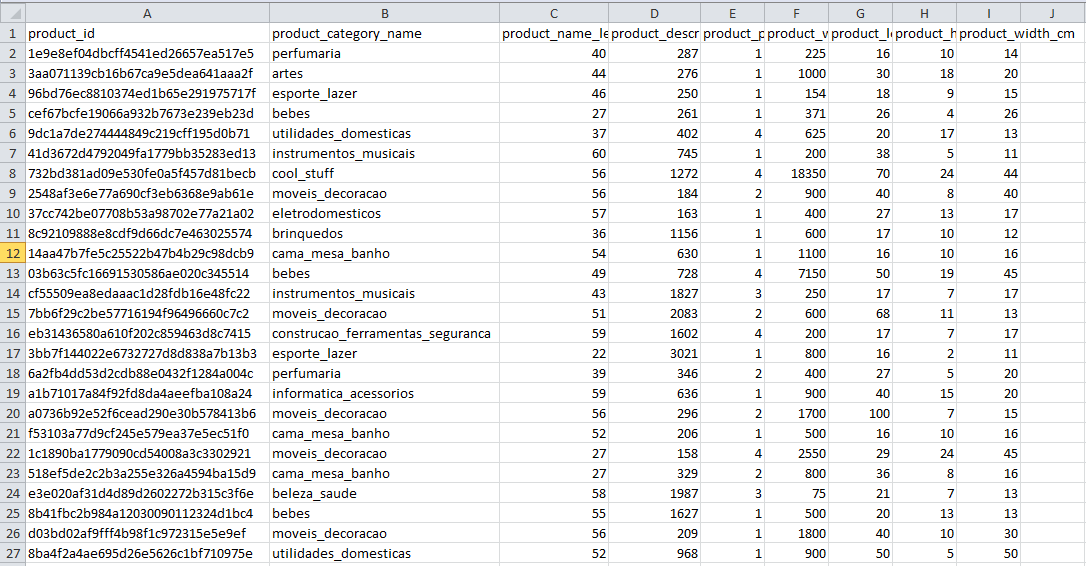 A B C D E F G H I J
1 product_id product_category_name product_name_le product_descr product_p product_w product_le product_h product_width_cm
2 1e9e8ef04dbcff4541ed26657ea517e5 perfumaria 40 287 1 225 16 10 14
3 3aa071139cb16b67ca9e5dea641aaa2f artes 44 276 1 1000 30 18 20
4 96bd76ec8810374ed1b65e291975717f esporte_lazer 46 250 1 154 18 9 15
5 cef67bcfe19066a932b7673e239eb23d bebes 27 261 1 371 26 4 26
6 9dc1a7de274444849c219cff195d0b71 utilidades_domesticas 37 402 4 625 20 17 13
7 41d3672d4792049fa1779bb35283ed13 instrumentos_musicais 60 745 1 200 38 5 11
8 732bd381ad09e530fe0a5f457d81becb cool_stuff 56 1272 4 18350 70 24 44
9 2548af3e6e77a690cf3eb6368e9ab61e moveis_decoracao 56 184 2 900 40 8 40
10 37cc742be07708b53a98702e77a21a02 eletrodomesticos 57 163 1 400 27 13 17
11 8c92109888e8cdf9d66dc7e463025574 brinquedos 36 1156 1 600 17 10 12
12 14aa47b7fe5c25522b47b4b29c98dcb9 cama_mesa_banho 54 630 1 1100 16 10 16
13 03b63c5fc16691530586ae020c345514 bebes 49 728 4 7150 50 19 45
14 cf55509ea8edaaac1d28fdb16e48fc22 instrumentos_musicais 43 1827 3 250 17 7 17
15 7bb6f29c2be57716194f96496660c7c2 moveis_decoracao 51 2083 2 600 68 11 13
16 eb31436580a610f202c859463d8c7415 construcao_ferramentas_seguranca 59 1602 4 200 17 7 17
17 3bb7f144022e6732727d8d838a7b13b3 esporte_lazer 22 3021 1 800 16 2 11
18 6a2fb4dd53d2cdb88e0432f1284a004c perfumaria 39 346 2 400 27 5 20
19 a1b71017a84f92fd8da4aeefba108a24 informatica_acessorios 59 636 1 900 40 15 20
20 a0736b92e52f6cead290e30b578413b6 moveis_decoracao 56 296 2 1700 100 7 15
21 f53103a77d9cf245e579ea37e5ec51f0 cama_mesa_banho 52 206 1 500 16 10 16
22 1c1890ba1779090cd54008a3c3302921 moveis_decoracao 27 158 4 2550 29 24 45
23 518ef5de2c2b3a255e326a4594ba15d9 cama_mesa_banho 27 329 2 800 36 8 16
24 e3e020af31d4d89d2602272b315c3f6e beleza_saude 58 1987 3 75 21 7 13
25 8b41fbc2b984a12030090112324d1bc4 bebes 55 1627 1 500 20 13 13
26 d03bd02af9fff4b98f1c972315e5e9ef moveis_decoracao 56 209 1 1800 40 10 30
27 8ba4f2a4ae695d26e5626c1bf710975e utilidades_domesticas 52 968 1 900 50 5 50